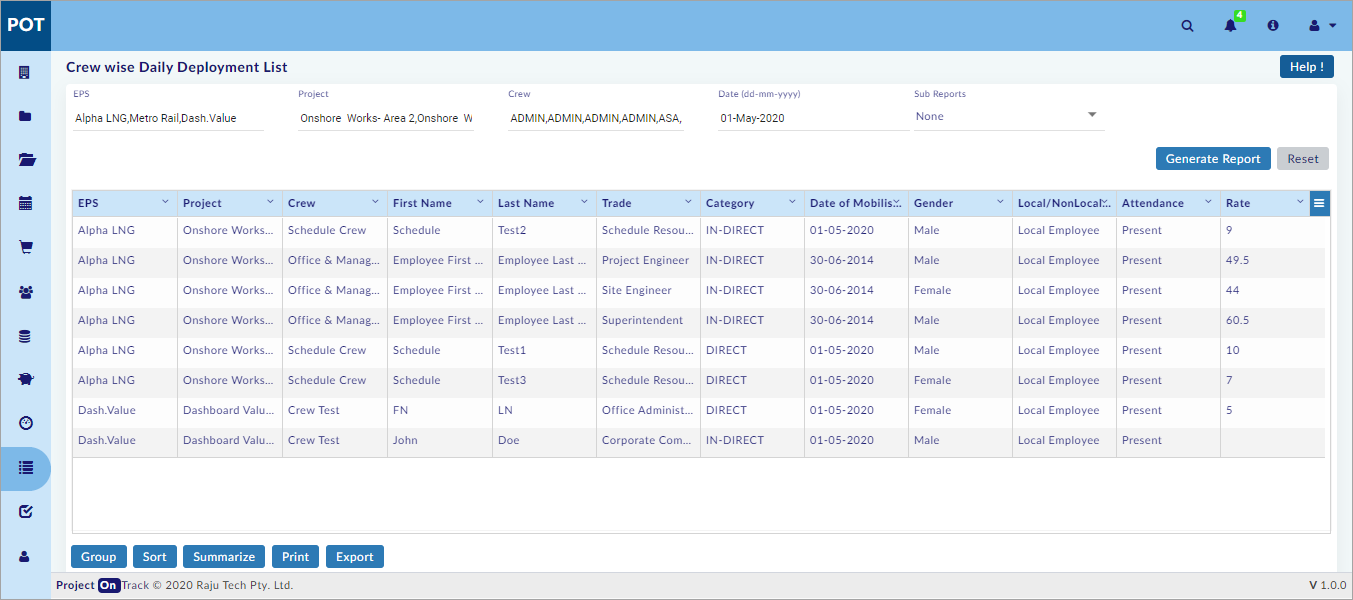 POT
4
Crew wise Daily Deployment List
Help !
EPS Project Crew Date (dd-mm-yyyy) Sub Reports
Alpha LNG,Metro Rail,Dash.Value Onshore Works- Area 2,Onshore W ADMIN,ADMIN,ADMIN,ADMIN,ASA, 01-May-2020 None
Generate Report Reset
EPS Project Crew First Name Last Name Trade Category Date of Mobilis... Gender Local/NonLocal... Attendance Rate
Alpha LNG Onshore Works... Schedule Crew Schedule Test2 Schedule Resou... IN-DIRECT 01-05-2020 Male Local Employee Present 9
Alpha LNG Onshore Works... Office & Manag... Employee First ... Employee Last ... Project Engineer IN-DIRECT 30-06-2014 Male Local Employee Present 49.5
Alpha LNG Onshore Works... Office & Manag... Employee First ... Employee Last ... Site Engineer IN-DIRECT 30-06-2014 Female Local Employee Present 44
Alpha LNG Onshore Works... Office & Manag... Employee First ... Employee Last ... Superintendent IN-DIRECT 30-06-2014 Male Local Employee Present 60.5
Alpha LNG Onshore Works... Schedule Crew Schedule Test1 Schedule Resou... DIRECT 01-05-2020 Male Local Employee Present 10
Alpha LNG Onshore Works... Schedule Crew Schedule Test3 Schedule Resou... DIRECT 01-05-2020 Female Local Employee Present 7
Dash.Value Dashboard Valu... Crew Test FN LN Office Administ... DIRECT 01-05-2020 Female Local Employee Present 5
Dash.Value Dashboard Valu... Crew Test John Doe Corporate Com... IN-DIRECT 01-05-2020 Male Local Employee Present
Group Sort Summarize Print Export
Project On Track © 2020 Raju Tech Pty. Ltd. V 1.0.0